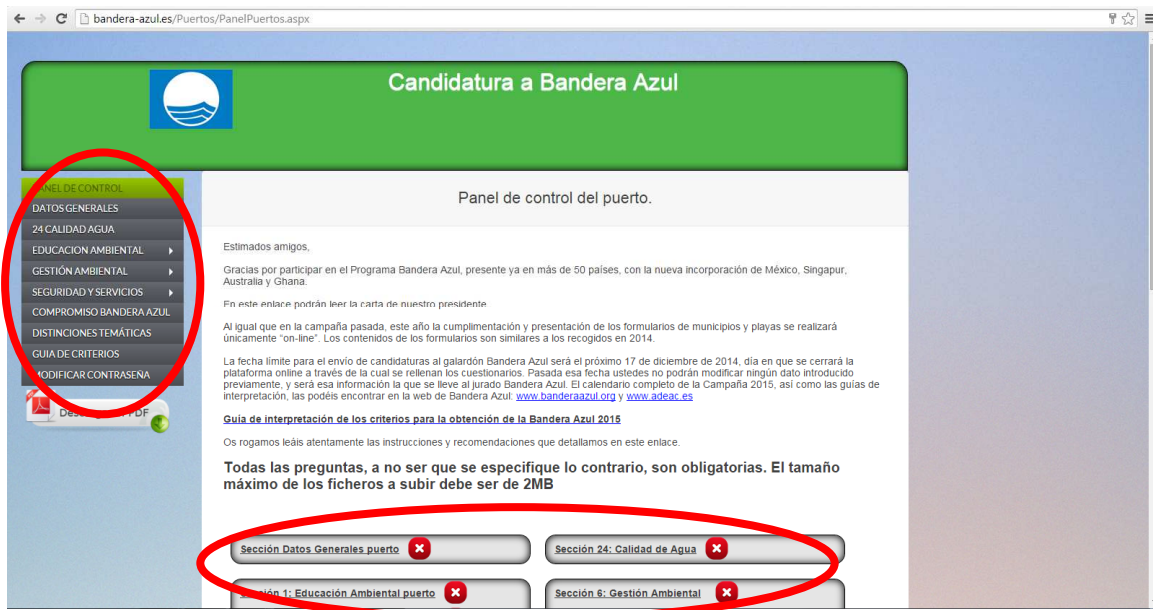 bandera-azul.es/Puertos/PanelPuertos.aspx
Candidatura a Bandera Azul
PANEL DE CONTROL
DATOS GENERALES
24 CALIDAD AGUA
EDUCACION AMBIENTAL
GESTIÓN AMBIENTAL
SEGURIDAD Y SERVICIOS
COMPROMISO BANDERA AZUL
DISTINCIONES TEMÁTICAS
GUIA DE CRITERIOS
MODIFICAR CONTRASEÑA
PDF
Panel de control del puerto.
Estimados amigos,
Gracias por participar en el Programa Bandera Azul, presente ya en más de 50 países, con la nueva incorporación de México, Singapur,
Australia y Ghana.
En este enlace podrán leer la carta de nuestro presidente
Al igual que en la campaña pasada, este año la cumplimentación y presentación de los formularios de municipios y playas se realizará
únicamente "on-line". Los contenidos de los formularios son similares a los recogidos en 2014.
La fecha límite para el envío de candidaturas al galardón Bandera Azul será el próximo 17 de diciembre de 2014, día en que se cerrará la
plataforma online a través de la cual se rellenan los cuestionarios. Pasada esa fecha ustedes no podrán modificar ningún dato introducido
previamente, y será esa información la que se lleve al jurado Bandera Azul. El calendario completo de la Campaña 2015, así como las guías de
interpretación, las podéis encontrar en la web de Bandera Azul: www.banderaazul.org y www.adeac.es
Guía de interpretación de los criterios para la obtención de la Bandera Azul 2015
Os rogamos leáis atentamente las instrucciones y recomendaciones que detallamos en este enlace.
Todas las preguntas, a no ser que se especifique lo contrario, son obligatorias. El tamaño
máximo de los ficheros a subir debe ser de 2MB
Sección Datos Generales puerto
Sección 24: Calidad de Agua
Sección 1: Educación Ambiental puerto
Sección 6: Gestión Ambiental